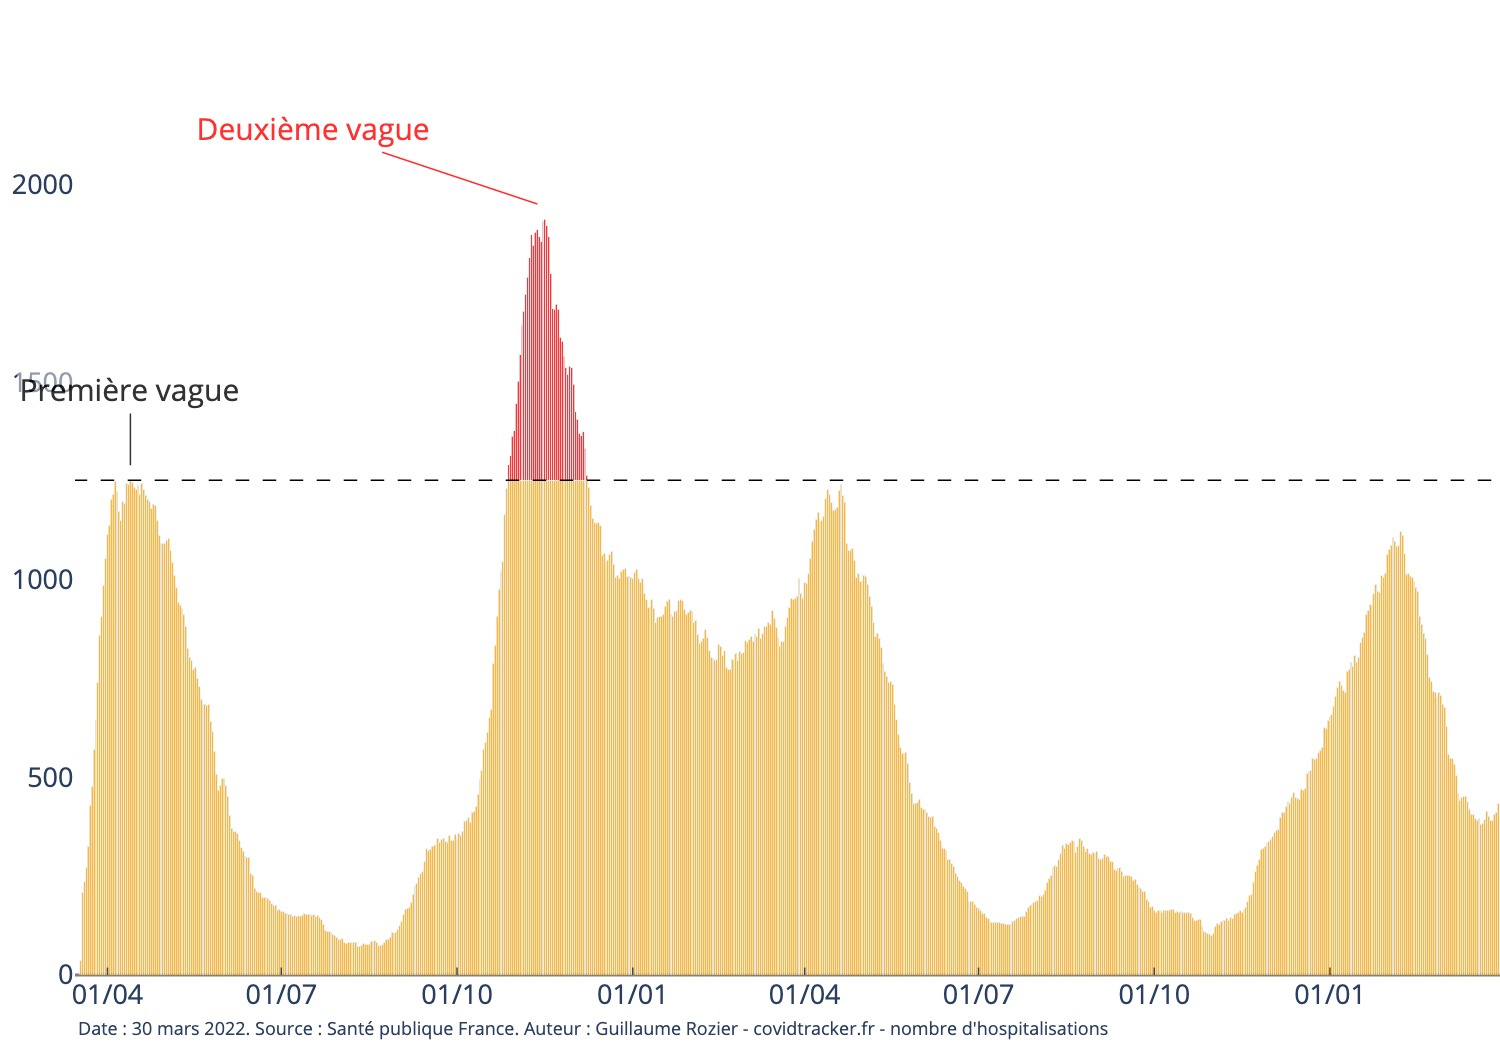 Deuxième vague
2000
1500
Première vague
1000
500
0
01/04 01/07 01/10 01/01 01/04 01/07 01/10 01/01
Date : 30 mars 2022. Source : Santé publique France. Auteur : Guillaume Rozier - covidtracker.fr - nombre d'hospitalisations